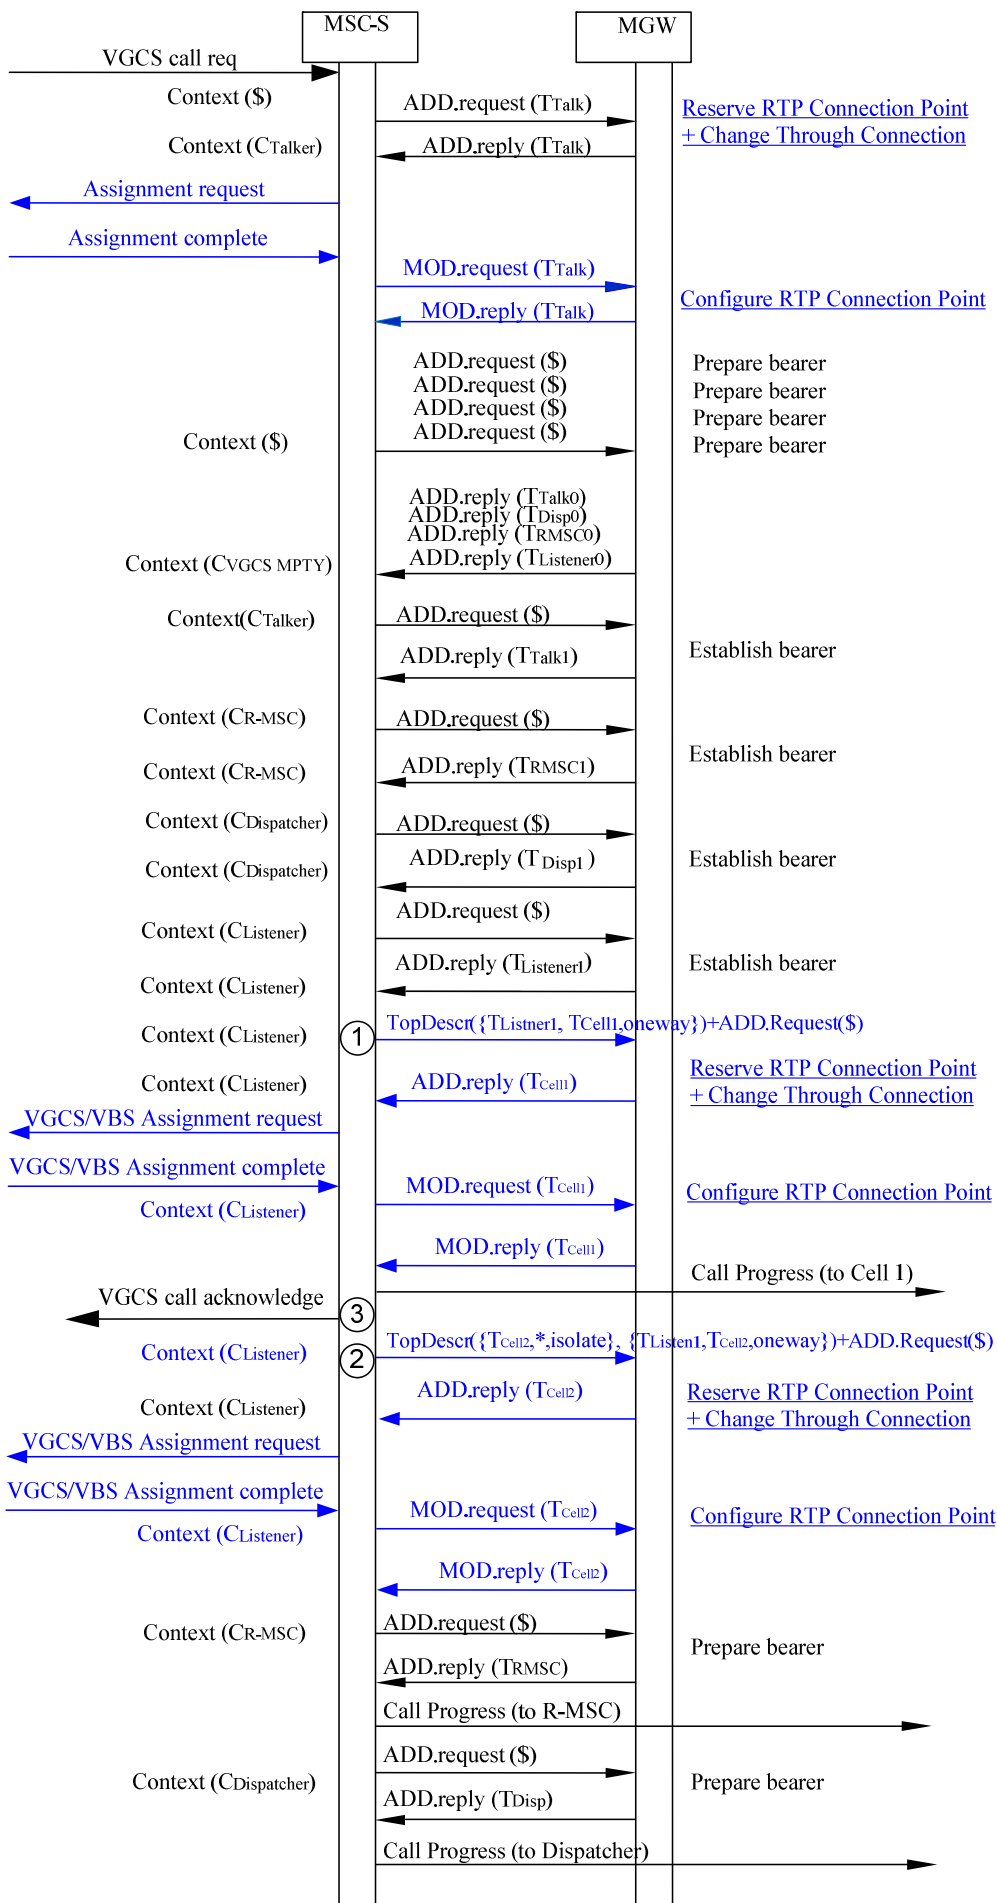 MSC-S
MGW
VGCS call req
Context ($)
ADD.request (TTalk)
Reserve RTP Connection Point
+ Change Through Connection
Context (CTalker)
ADD.reply (TTalk)
Assignment request
Assignment complete
MOD.request (TTalk)
Configure RTP Connection Point
MOD.reply (TTalk)
ADD.request ($)
Prepare bearer
ADD.request ($)
Prepare bearer
ADD.request ($)
Prepare bearer
ADD.request ($)
Prepare bearer
Context ($)
ADD.reply (TTalk0)
ADD.reply (TDisp0)
ADD.reply (TRMSC0)
ADD.reply (TListener0)
Context (CVGCS MPTY)
Context(CTalker)
ADD.request ($)
Establish bearer
ADD.reply (TTalk1)
Context (CR-MSC)
ADD.request ($)
Establish bearer
Context (CR-MSC)
ADD.reply (TRMSC1)
Context (CDispatcher)
ADD.request ($)
Establish bearer
Context (CDispatcher)
ADD.reply (TDisp1)
ADD.request ($)
Context (CListener)
Establish bearer
ADD.reply (TListener1)
Context (CListener)
Context (CListener)
1
TopDescr({TListner1, TCell1,oneway})+ADD.Request($)
Reserve RTP Connection Point
+ Change Through Connection
Context (CListener)
ADD.reply (TCell1)
VGCS/VBS Assignment request
VGCS/VBS Assignment complete
MOD.request (TCell1)
Configure RTP Connection Point
Context (CListener)
MOD.reply (TCell1)
Call Progress (to Cell 1)
VGCS call acknowledge
3
Context (CListener)
2
TopDescr({TCell2,*,isolate}, {TListen1,TCell2,oneway})+ADD.Request($)
ADD.reply (TCell2)
Reserve RTP Connection Point
+ Change Through Connection
Context (CListener)
VGCS/VBS Assignment request
VGCS/VBS Assignment complete
MOD.request (TCell2)
Configure RTP Connection Point
Context (CListener)
MOD.reply (TCell2)
Context (CR-MSC)
ADD.request ($)
Prepare bearer
ADD.reply (TRMSC)
Call Progress (to R-MSC)
ADD.request ($)
Context (CDispatcher)
Prepare bearer
ADD.reply (TDisp)
Call Progress (to Dispatcher)